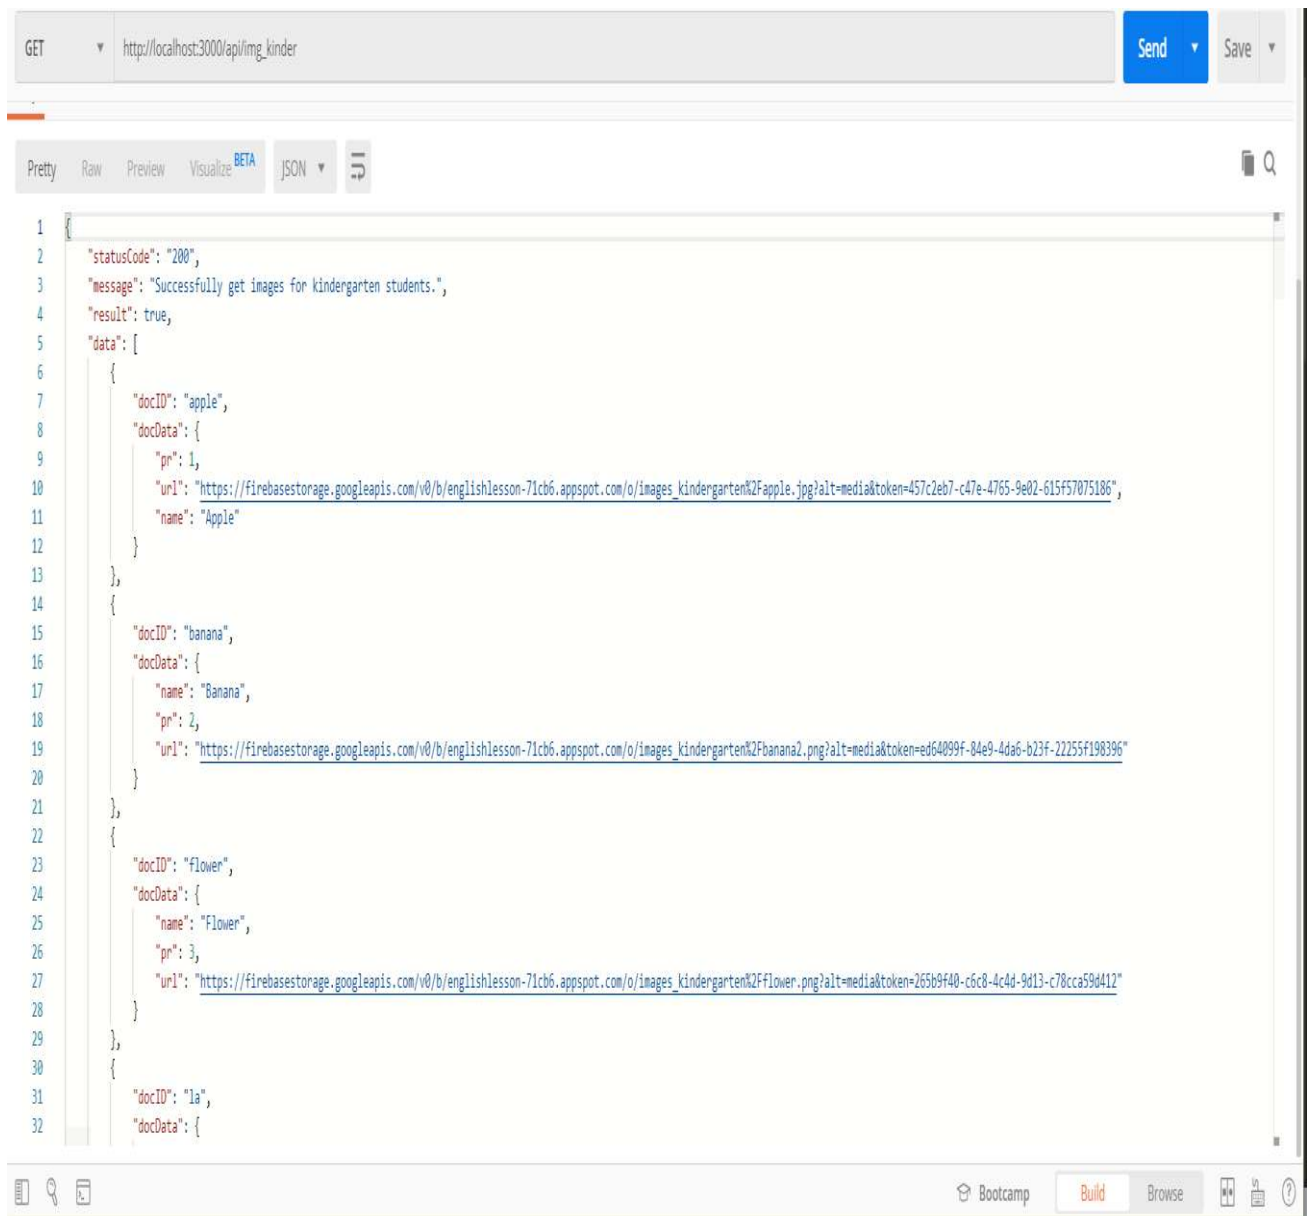 GET http://localhost:3000/api/img_kinder Send Save
Pretty Raw Preview Visualize BETA JSON
1 {
2 "statusCode": "200",
3 "message": "Successfully get images for kindergarten students.",
4 "result": true,
5 "data": [
6 {
7 "docID": "apple",
8 "docData": {
9 "pr": 1,
10 "url": "https://firebasestorage.googleapis.com/v0/b/englishlesson-71cb6.appspot.com/o/images_kindergarten%2Fapple.jpg?alt=media&token=457c2eb7-c47e-4765-9e02-615f57075186",
11 "name": "Apple"
12 }
13 },
14 {
15 "docID": "banana",
16 "docData": {
17 "name": "Banana",
18 "pr": 2,
19 "url": "https://firebasestorage.googleapis.com/v0/b/englishlesson-71cb6.appspot.com/o/images_kindergarten%2Fbanana2.png?alt=media&token=ed64099f-84e9-4da6-b23f-22255f198396"
20 }
21 },
22 {
23 "docID": "flower",
24 "docData": {
25 "name": "Flower",
26 "pr": 3,
27 "url": "https://firebasestorage.googleapis.com/v0/b/englishlesson-71cb6.appspot.com/o/images_kindergarten%2Fflower.png?alt=media&token=265b9f40-c6c8-4c4d-9d13-c78cca59d412"
28 }
29 },
30 {
31 "docID": "la",
32 "docData": {
Bootcamp Build Browse